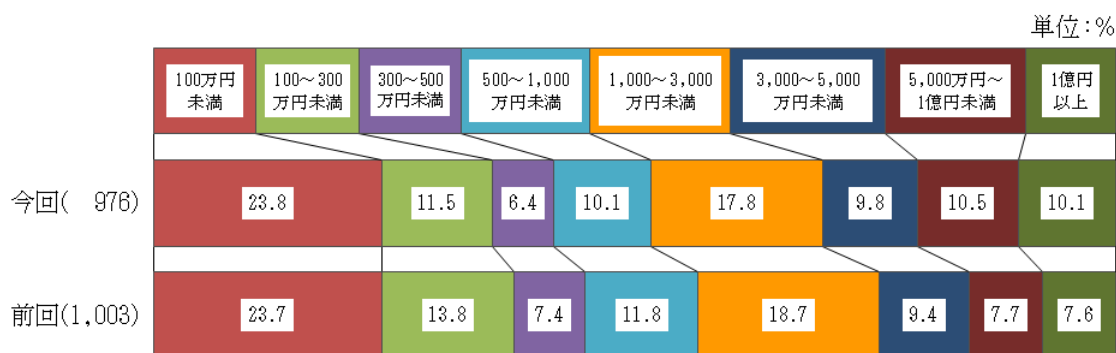 単位:%
100万円
未満
100～300
万円未満
300～500
万円未満
500～1,000
万円未満
1,000～3,000
万円未満
3,000～5,000
万円未満
5,000万円～
1億円未満
1億円
以上
今回( 976)
23.8
11.5
6.4
10.1
17.8
9.8
10.5
10.1
前回(1,003)
23.7
13.8
7.4
11.8
18.7
9.4
7.7
7.6